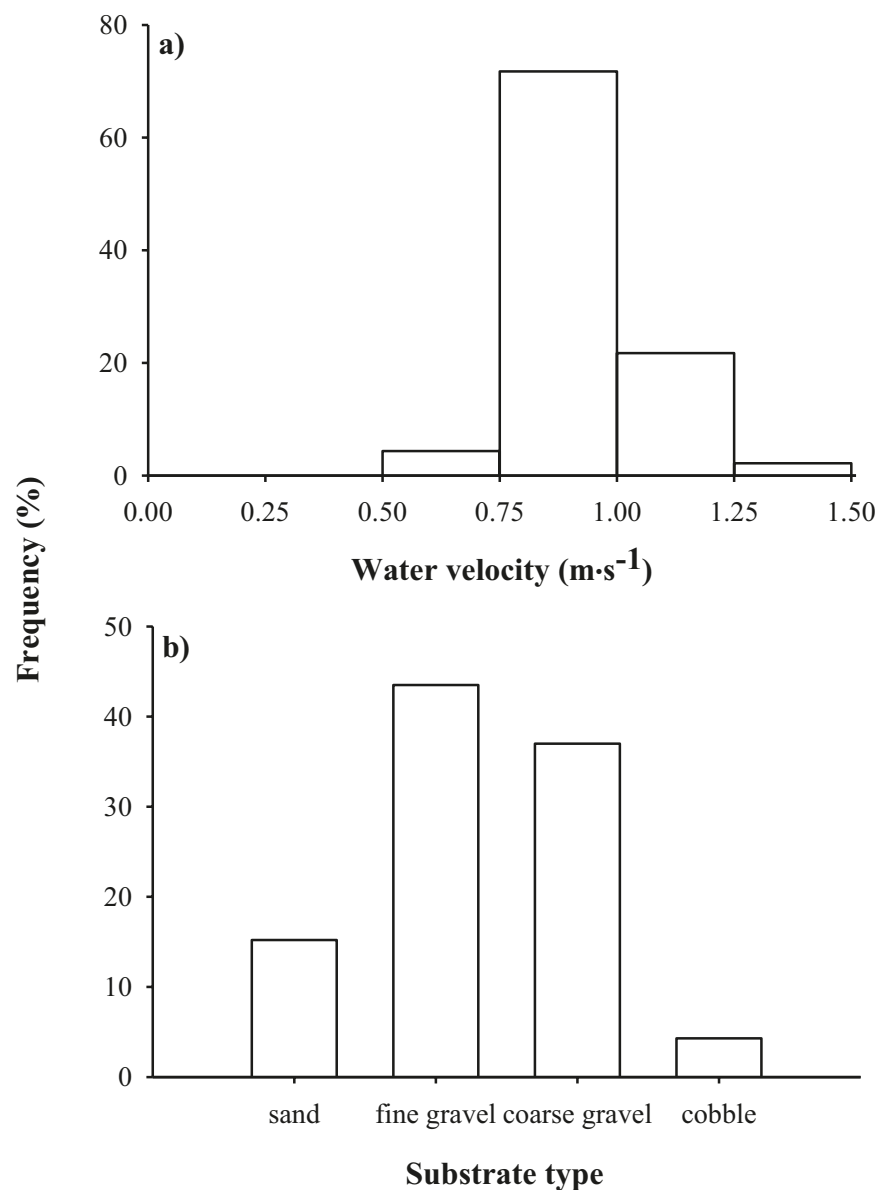 a)
80
60
40
20
0
0.00 0.25 0.50 0.75 1.00 1.25 1.50
Water velocity (m·s-1)
Frequency (%)
b)
50
40
30
20
10
0
sand fine gravel coarse gravel cobble
Substrate type